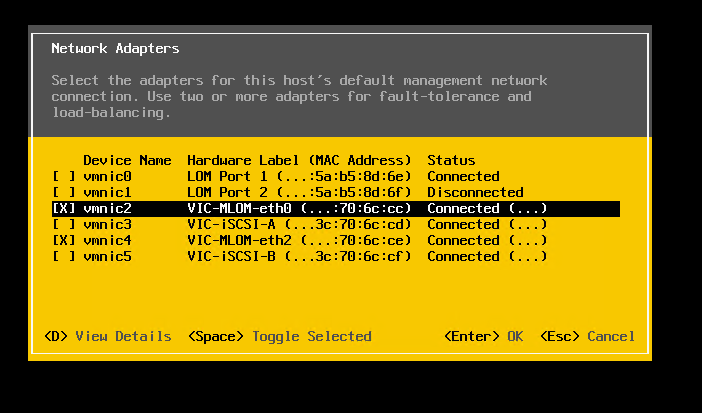 Network Adapters
Select the adapters for this host's default management network
connection. Use two or more adapters for fault-tolerance and
load-balancing.
Device Name Hardware Label (MAC Address) Status
[ ] vmnic0 LOM Port 1 (...:5a:b5:8d:6e) Connected
[ ] vmnic1 LOM Port 2 (...:5a:b5:8d:6f) Disconnected
[X] vmnic2 VIC-MLOM-eth0 (...:70:6c:cc) Connected (...)
[ ] vmnic3 VIC-iSCSI-A (...3c:70:6c:cd) Connected (...)
[X] vmnic4 VIC-MLOM-eth2 (...:70:6c:ce) Connected (...)
[ ] vmnic5 VIC-iSCSI-B (...3c:70:6c:cf) Connected (...)
<D> View Details <Space> Toggle Selected <Enter> OK <Esc> Cancel